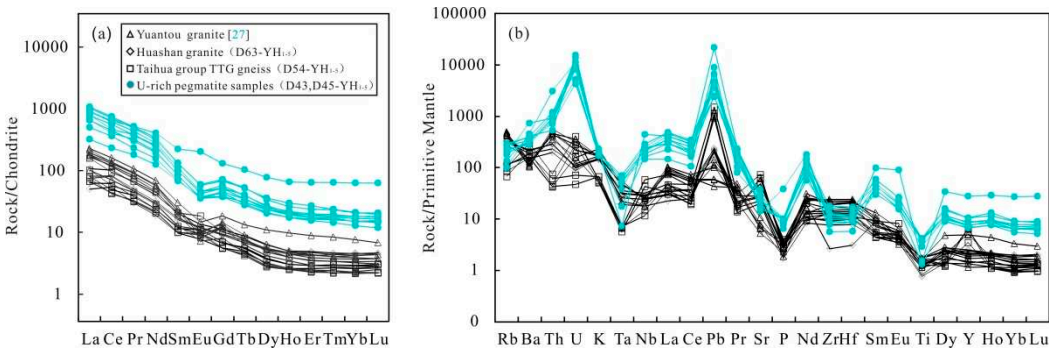 (a)
Rock/Chondrite
10000
1000
100
10
1
Yuantou granite [27]
Huashan granite (D63-YH1-5)
Taihua group TTG gneiss (D54-YH1-5)
U-rich pegmatite samples (D43,D45-YH1-5)
La Ce Pr Nd Sm Eu Gd Tb Dy Ho Er Tm Yb Lu
(b)
Rock/Primitive Mantle
100000
10000
1000
100
10
1
Rb Ba Th U K Ta Nb La Ce Pb Pr Sr P Nd Zr Hf Sm Eu Ti Dy Y Ho Yb Lu